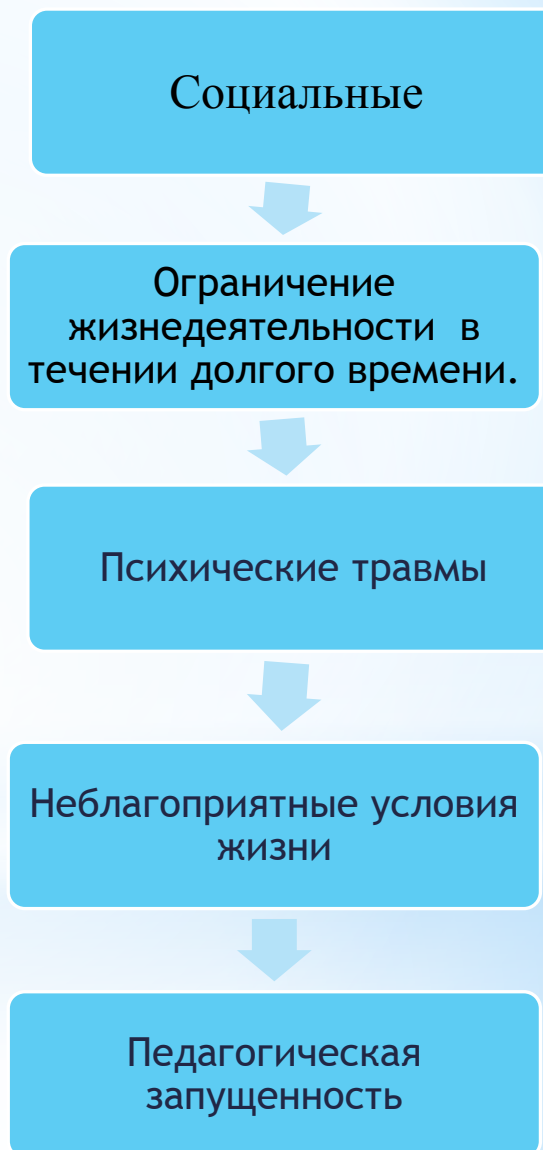 Социальные
Ограничение
жизнедеятельности в
течении долгого времени.
Психические травмы
Неблагоприятные условия
жизни
Педагогическая
запущенность